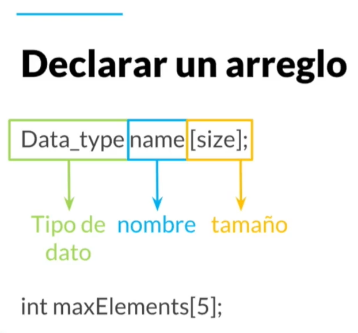 Declarar un arreglo
Data_type name [size];
Tipo de nombre tamaño
dato
int maxElements[5];